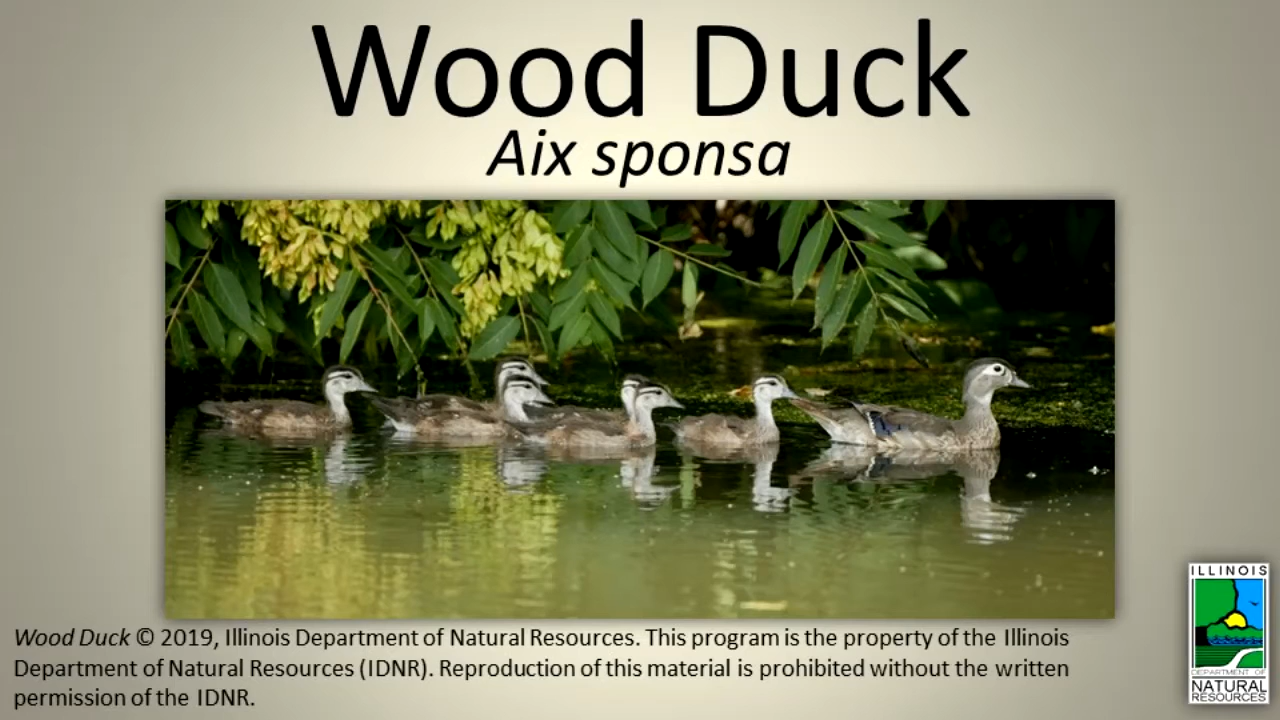 Wood Duck
Aix sponsa
Wood Duck © 2019, Illinois Department of Natural Resources. This program is the property of the Illinois
Department of Natural Resources (IDNR). Reproduction of this material is prohibited without the written
permission of the IDNR.
ILLINOIS
DEPARTMENT OF
NATURAL
RESOURCES